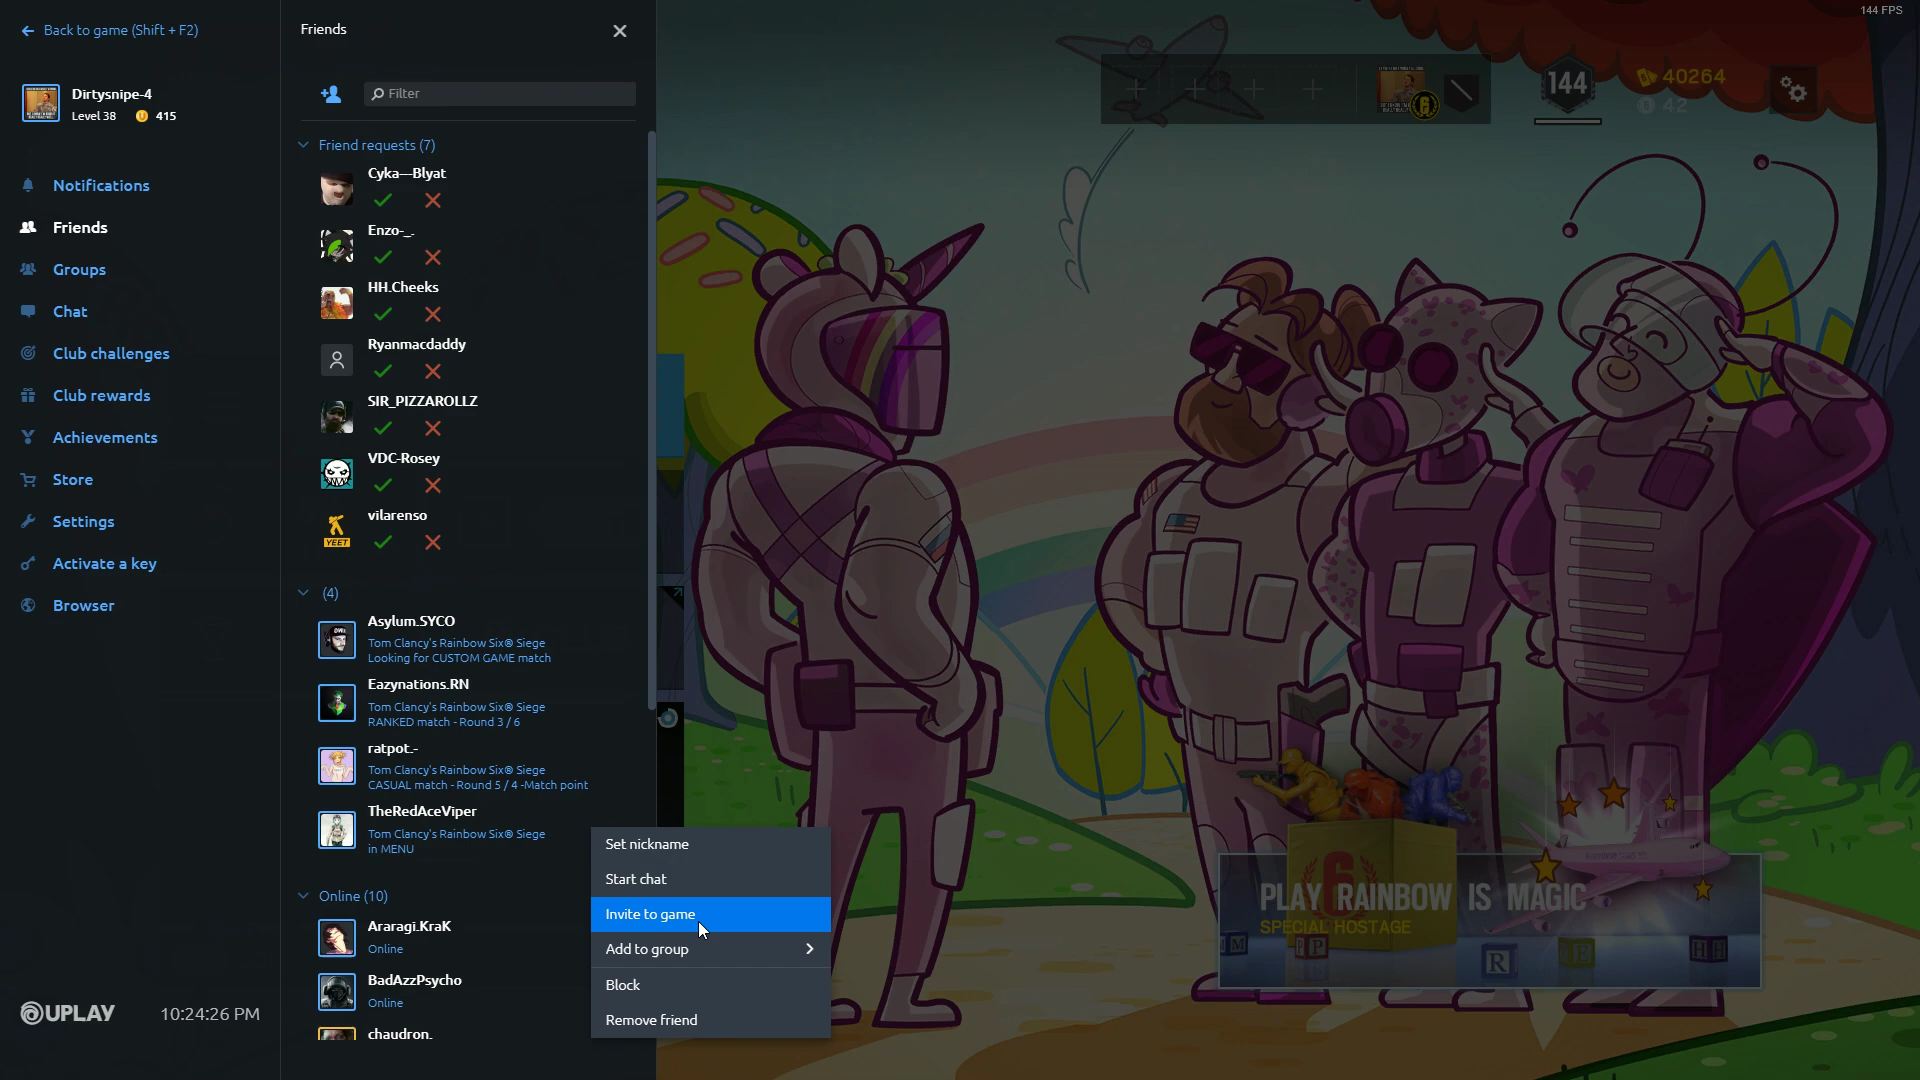 144 FPS
Back to game (Shift + F2)
Friends
Dirtysnipe-4
Level 38 415
Notifications
Friends
Groups
Chat
Club challenges
Club rewards
Achievements
Store
Settings
Activate a key
Browser
UPLAY 10:24:26 PM
Filter
Friend requests (7)
Cyka—Blyat
Enzo-_.
HH.Cheeks
Ryanmacdaddy
SIR_PIZZAROLLZ
VDC-Rosey
vilarenso
YEET
(4)
Asylum.SYCO
Tom Clancy's Rainbow Six® Siege
Looking for CUSTOM GAME match
Eazynations.RN
Tom Clancy's Rainbow Six® Siege
RANKED match - Round 3 / 6
ratpot.-
Tom Clancy's Rainbow Six® Siege
CASUAL match - Round 5 / 4 -Match point
TheRedAceViper
Tom Clancy's Rainbow Six® Siege
in MENU
Online (10)
Araragi.KraK
Online
BadAzzPsycho
Online
chaudron.
Set nickname
Start chat
Invite to game
Add to group
Block
Remove friend
144
40264
42
6
PLAY RAINBOW IS MAGIC
SPECIAL HOSTAGE
M P R E H